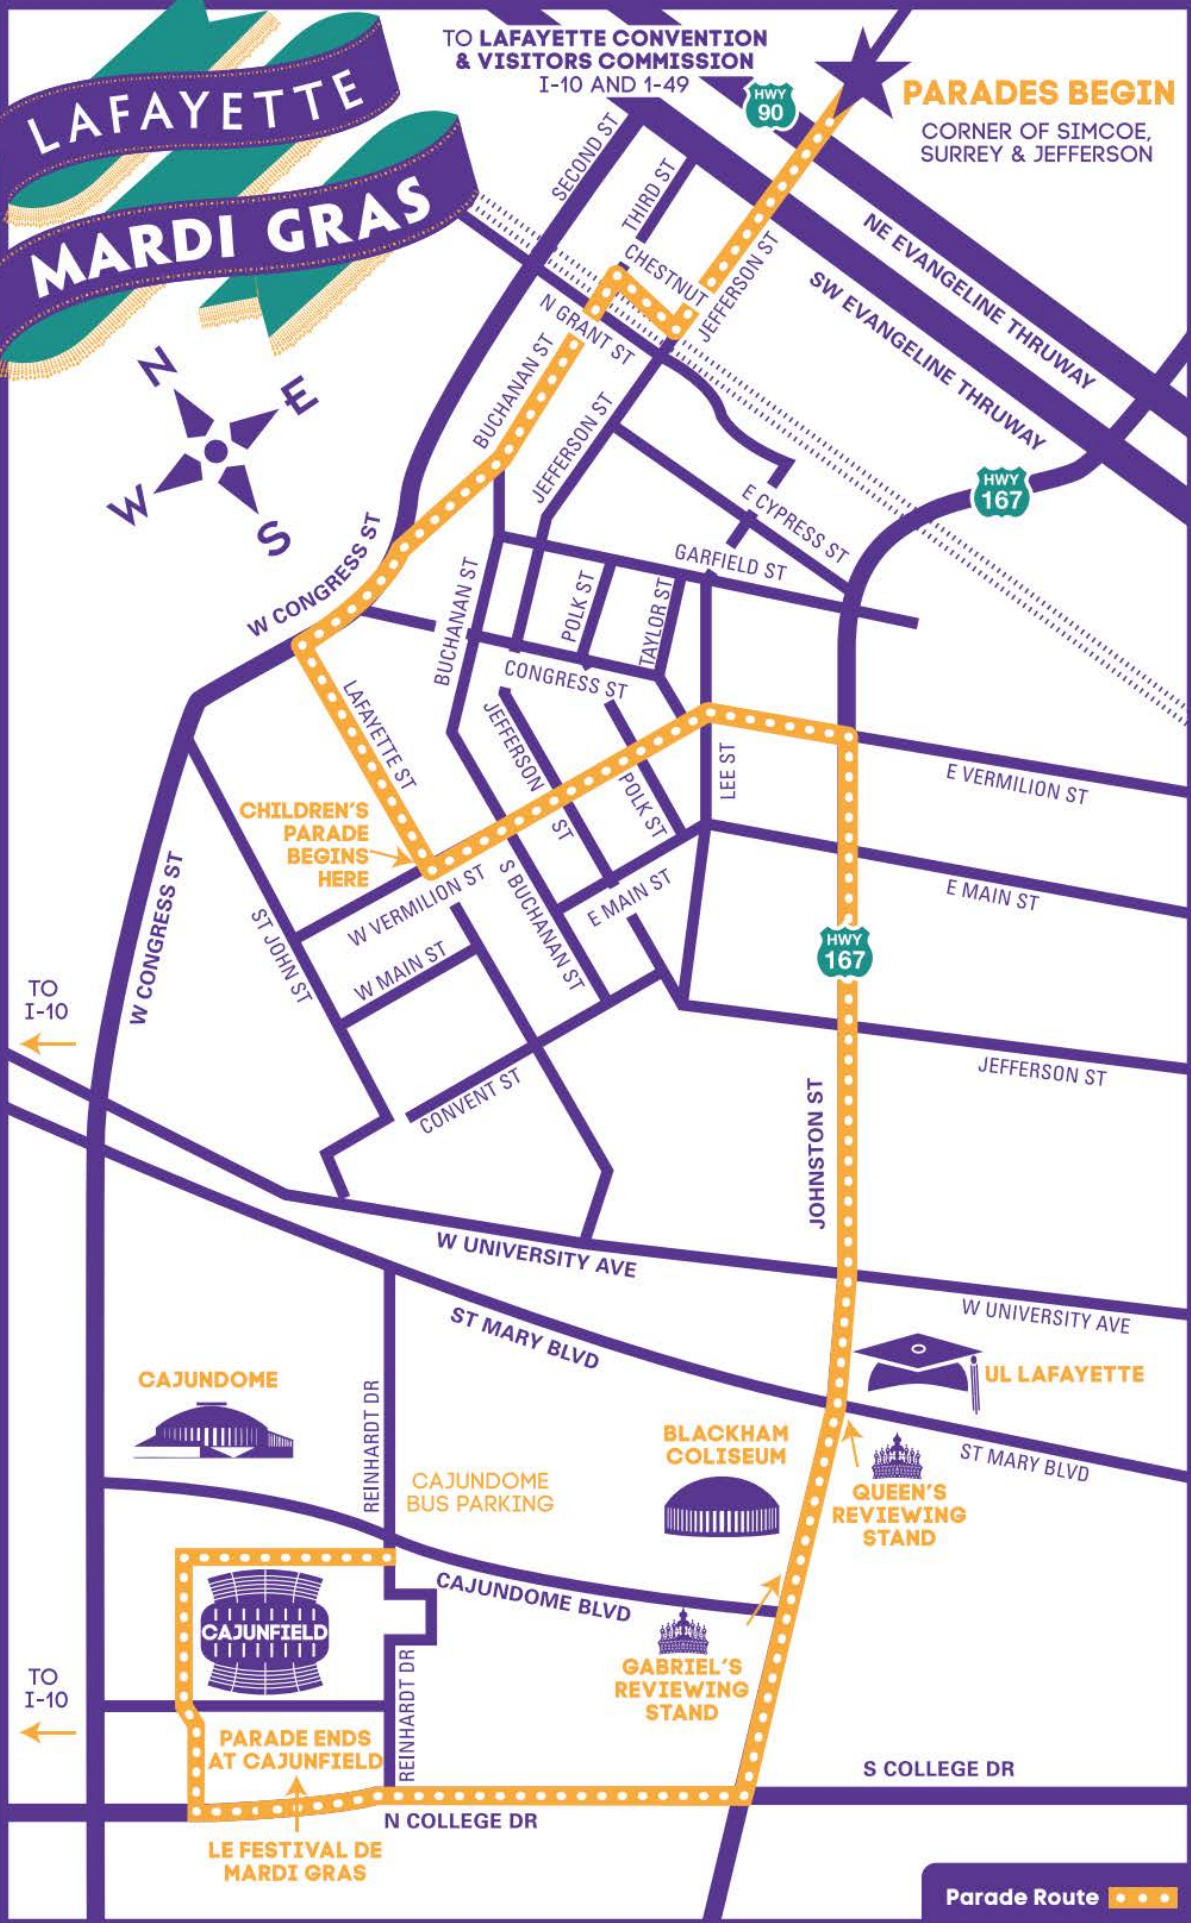 LAFAYETTE
MARDI GRAS
TO LAFAYETTE CONVENTION
& VISITORS COMMISSION
I-10 AND 1-49
HWY
90
PARADES BEGIN
CORNER OF SIMCOE,
SURREY & JEFFERSON
SECOND ST
THIRD ST
CHESTNUT
JEFFERSON ST
NE EVANGELINE THRUWAY
SW EVANGELINE THRUWAY
N GRANT ST
BUCHANAN ST
JEFFERSON ST
N
E
W
S
HWY
167
E CYPRESS ST
GARFIELD ST
W CONGRESS ST
BUCHANAN ST
POLK ST
TAYLOR ST
CONGRESS ST
LAFAYETTE ST
JEFFERSON ST
POLK ST
LEE ST
E VERMILION ST
CHILDREN'S
PARADE
BEGINS
HERE
W VERMILION ST
S BUCHANAN ST
E MAIN ST
E MAIN ST
W CONGRESS ST
ST JOHN ST
W MAIN ST
HWY
167
TO
I-10
CONVENT ST
JEFFERSON ST
JOHNSTON ST
W UNIVERSITY AVE
W UNIVERSITY AVE
ST MARY BLVD
CAJUNDOME
REINHARDT DR
UL LAFAYETTE
BLACKHAM
COLISEUM
ST MARY BLVD
CAJUNDOME
BUS PARKING
QUEEN'S
REVIEWING
STAND
CAJUNDOME BLVD
CAJUNFIELD
GABRIEL'S
REVIEWING
STAND
REINHARDT DR
TO
I-10
PARADE ENDS
AT CAJUNFIELD
S COLLEGE DR
N COLLEGE DR
LE FESTIVAL DE
MARDI GRAS
Parade Route